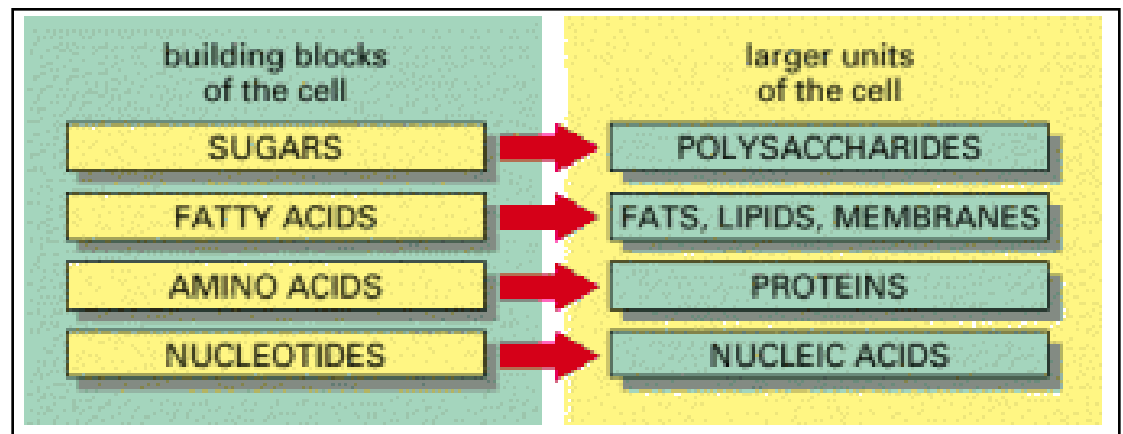 building blocks
of the cell
SUGARS
FATTY ACIDS
AMINO ACIDS
NUCLEOTIDES
larger units
of the cell
POLYSACCHARIDES
FATS, LIPIDS, MEMBRANES
PROTEINS
NUCLEIC ACIDS